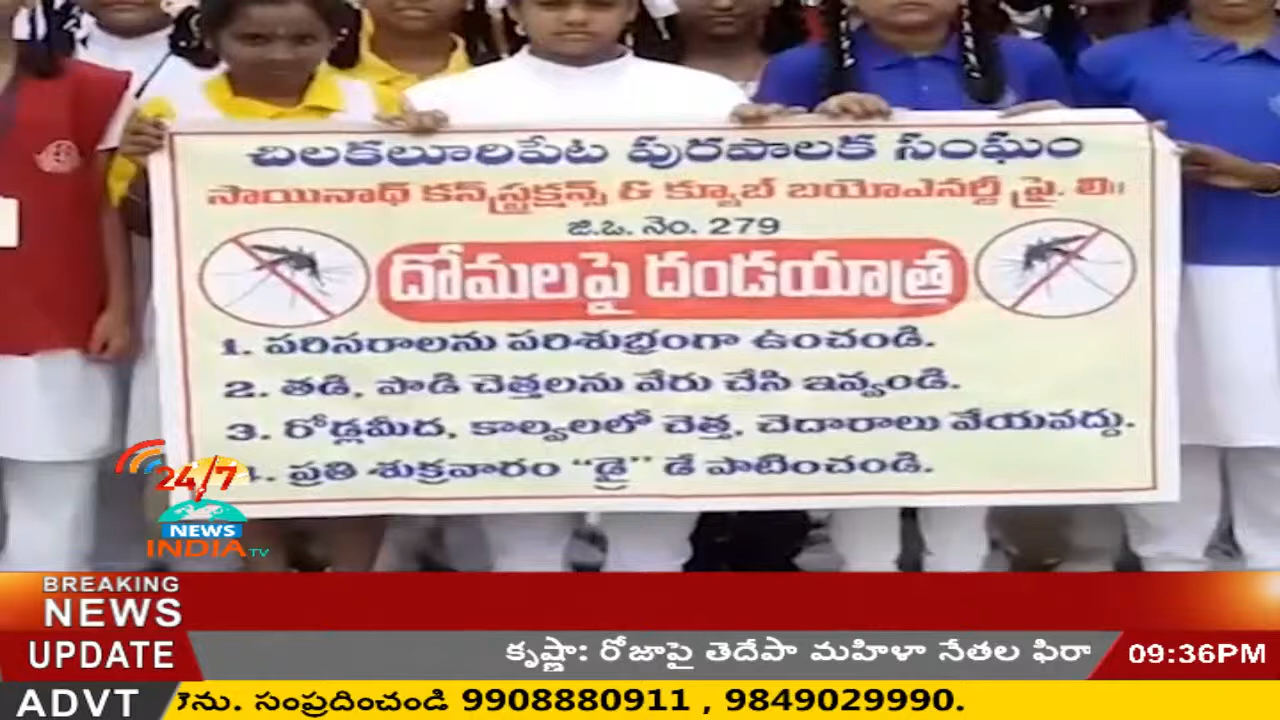 చిలకలూరిపేట పురపాలక సంఘం
సాయినాథ్ కన్‌స్ట్రక్షన్స్ & క్యూబ్ బయోఎనర్జీ ప్రై. లి॥
జి.ఓ. నెం. 279
దోమలపై దండయాత్ర
1. పరిసరాలను పరిశుభ్రంగా ఉంచండి.
2. తడి, పొడి చెత్తలను వేరు చేసి ఇవ్వండి.
3. రోడ్లమీద, కాల్వలలో చెత్త, చెదారాలు వేయవద్దు.
4. ప్రతి శుక్రవారం "డ్రై" డే పాటించండి.
24/7
NEWS
INDIA TV
BREAKING
NEWS
UPDATE
కృష్ణా: రోజాపై తెదేపా మహిళా నేతల ఫిరా
09:36PM
ADVT
సంప్రదించండి 9908880911 , 9849029990.